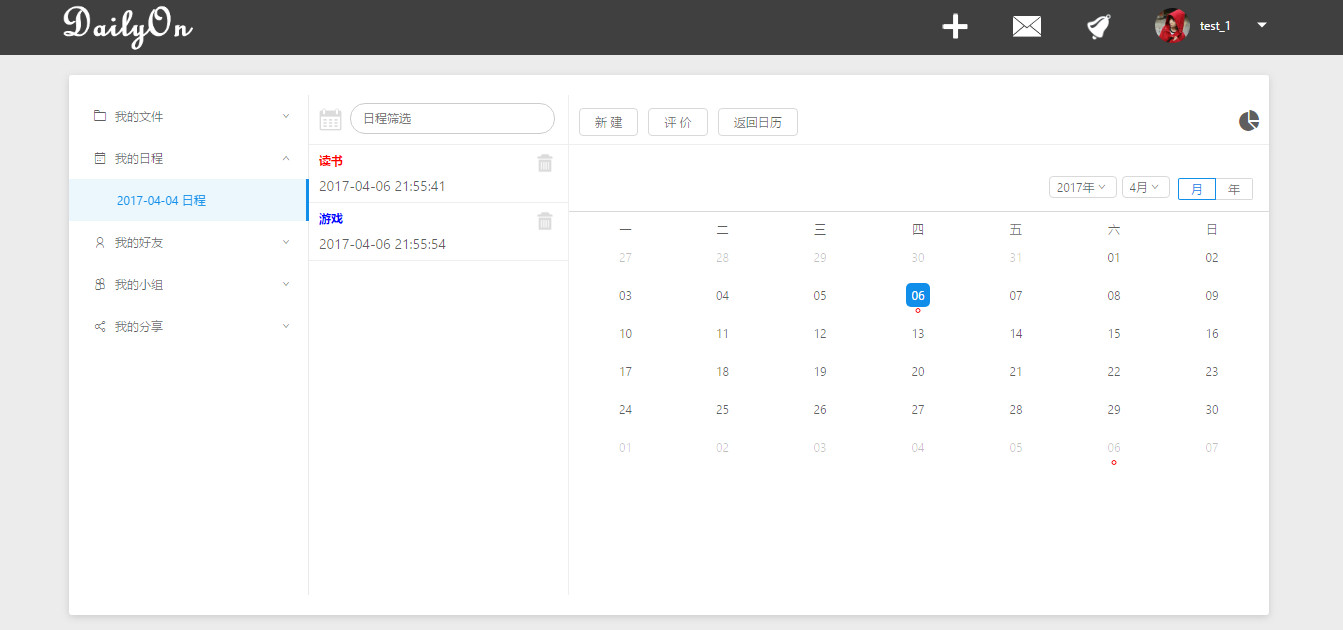 DailyOn
test_1
我的文件
我的日程
2017-04-04 日程
我的好友
我的小组
我的分享
日程筛选
读书
2017-04-06 21:55:41
游戏
2017-04-06 21:55:54
新 建 评 价 返回日历
2017年 4月 月 年
一 二 三 四 五 六 日
27 28 29 30 31 01 02
03 04 05 06 07 08 09
10 11 12 13 14 15 16
17 18 19 20 21 22 23
24 25 26 27 28 29 30
01 02 03 04 05 06 07